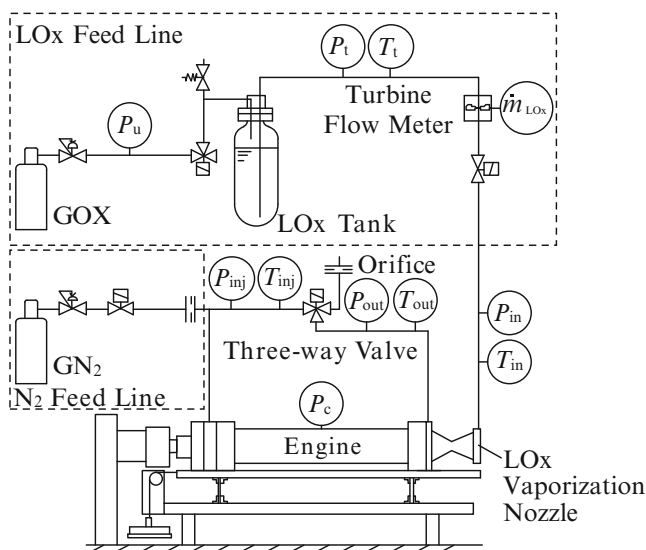 LOx Feed Line
Pt
Tt
Turbine
Flow Meter
ṁLOx
Pu
GOX
LOx Tank
Pinj
Tinj
Orifice
Pout
Tout
Pin
Three-way Valve
GN2
N2 Feed Line
Tin
Pc
Engine
LOx
Vaporization
Nozzle